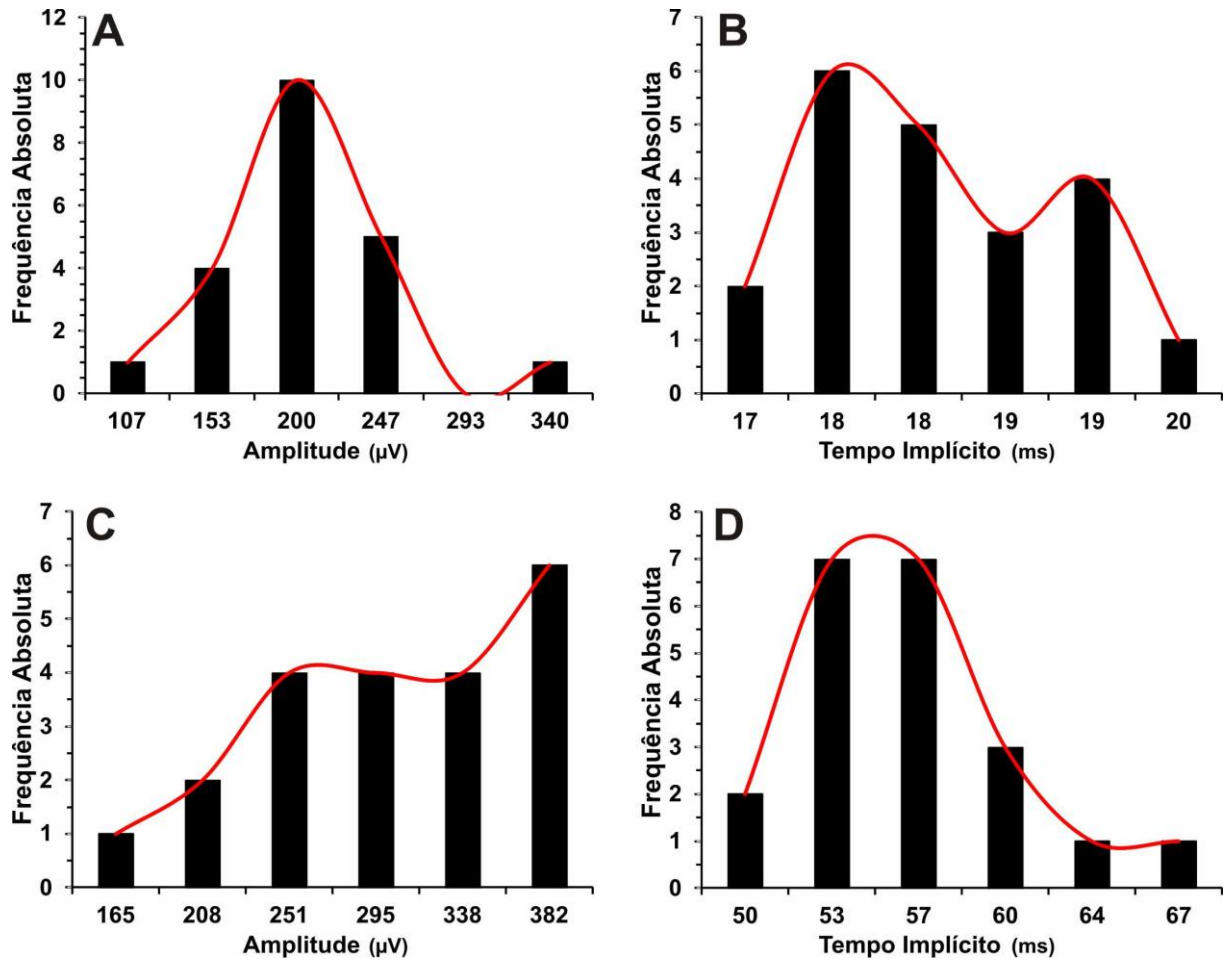 A
Frequência Absoluta
12
10
8
6
4
2
0
107 153 200 247 293 340
Amplitude (µV)
B
Frequência Absoluta
7
6
5
4
3
2
1
0
17 18 18 19 19 20
Tempo Implícito (ms)
C
Frequência Absoluta
7
6
5
4
3
2
1
0
165 208 251 295 338 382
Amplitude (µV)
D
Frequência Absoluta
8
7
6
5
4
3
2
1
0
50 53 57 60 64 67
Tempo Implícito (ms)